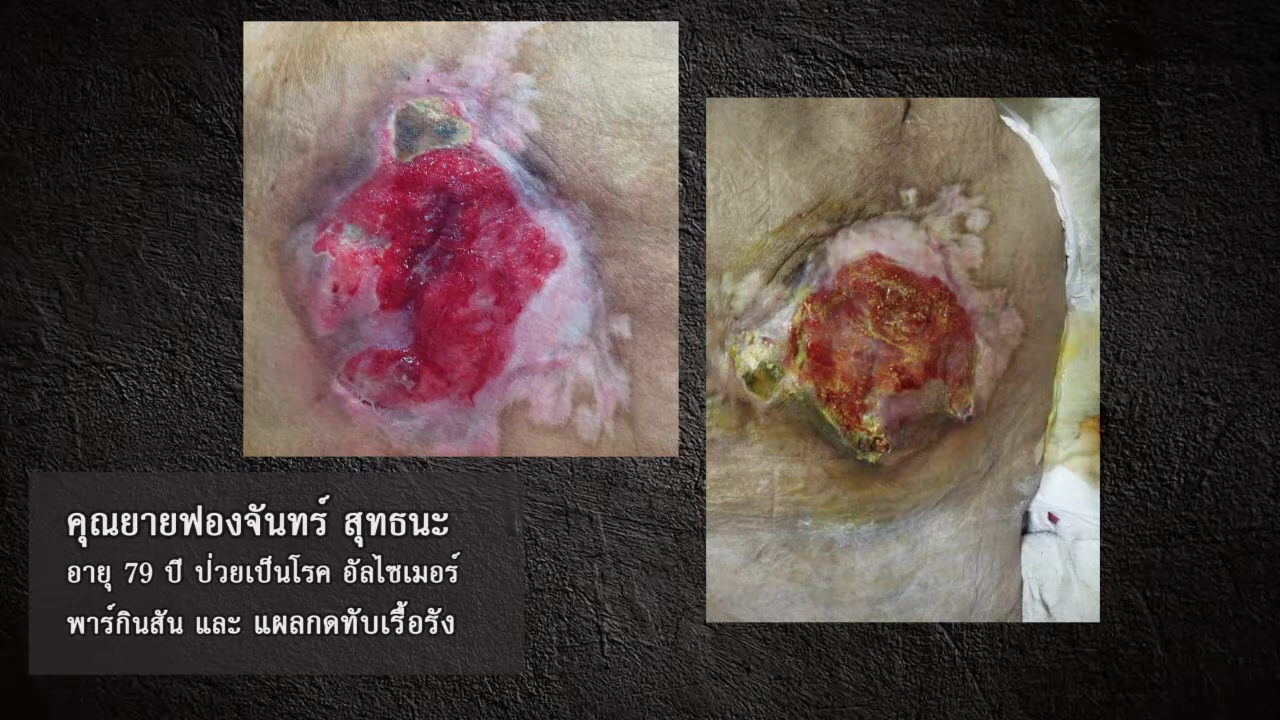 คุณยายฟองจันทร์ สุทธนะ
อายุ 79 ปี ป่วยเป็นโรค อัลไซเมอร์
พาร์กินสัน และ แผลกดทับเรื้อรัง